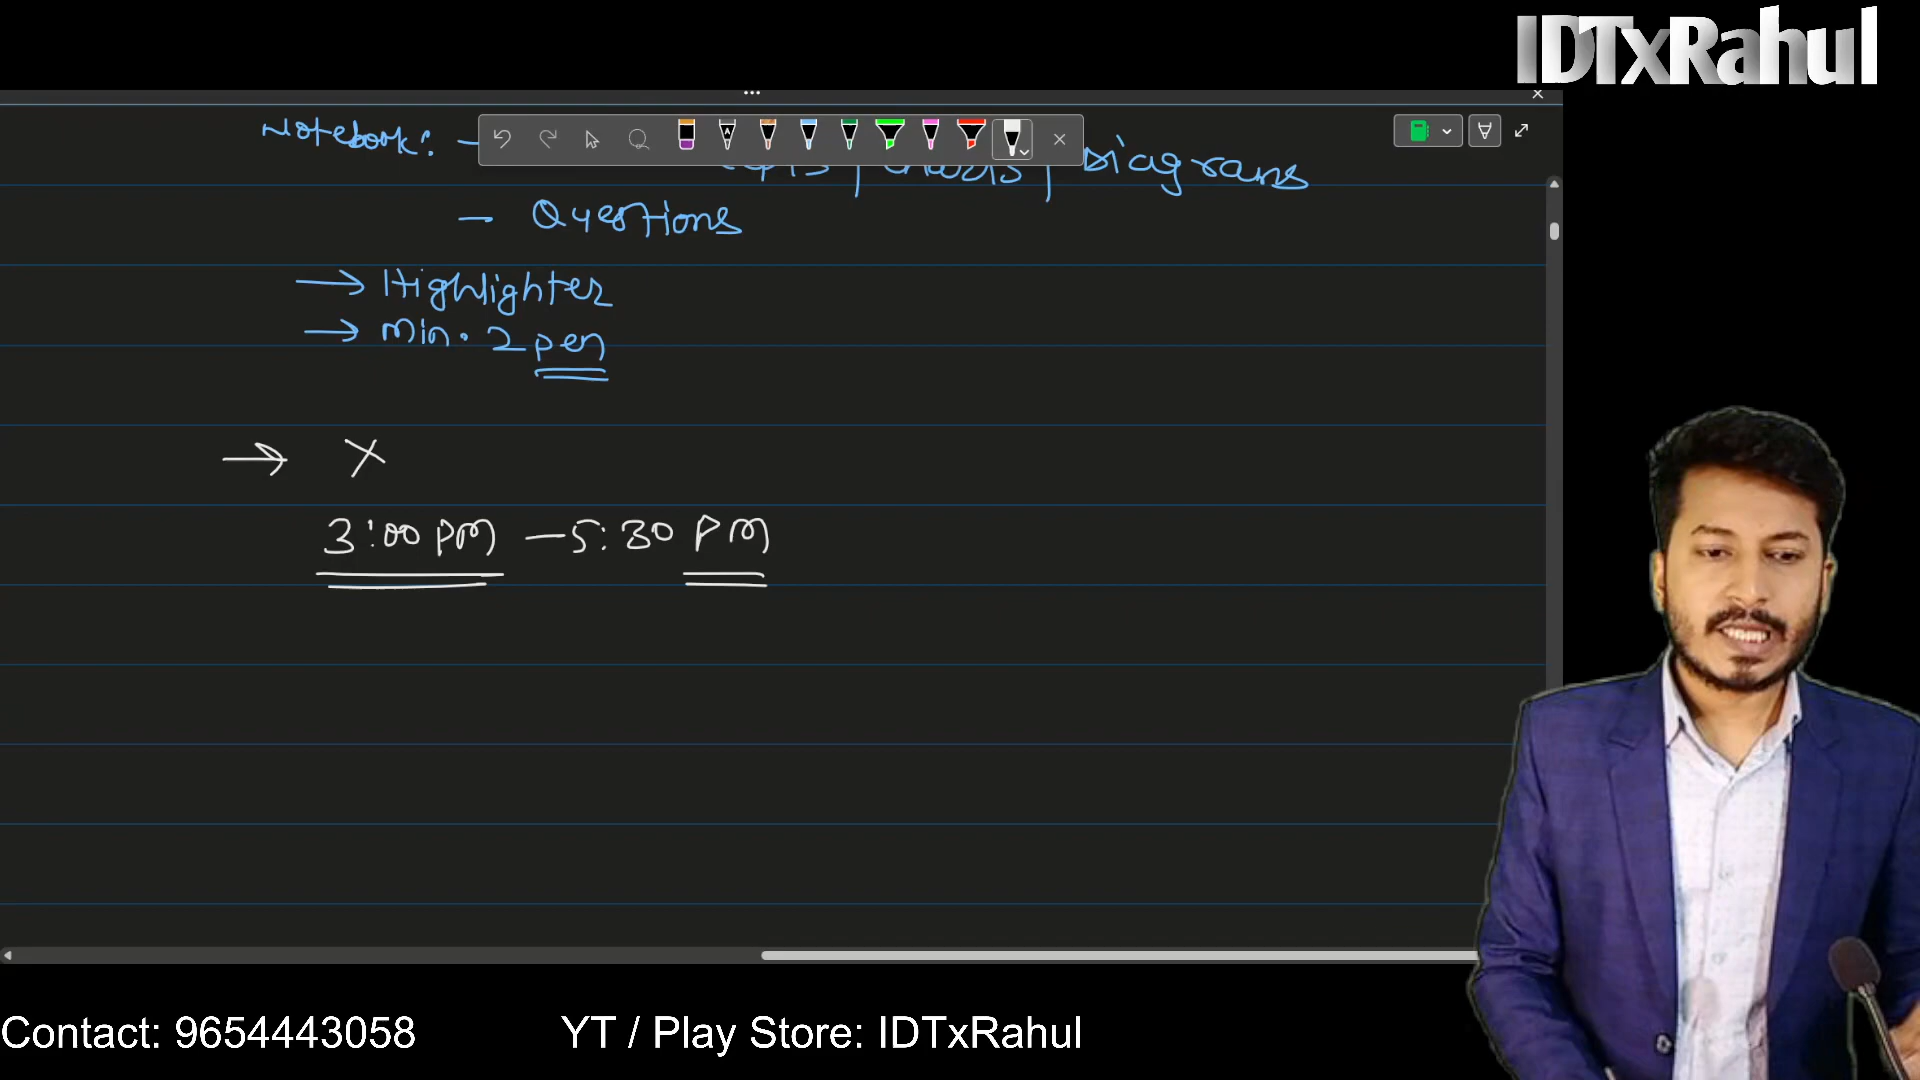 IDTxRahul
Notebook: -
Diagrams
- Questions
→ Highlighter
→ Min. 2 pen
→ X
3:00 PM - 5:30 PM
Contact: 9654443058
YT / Play Store: IDTxRahul